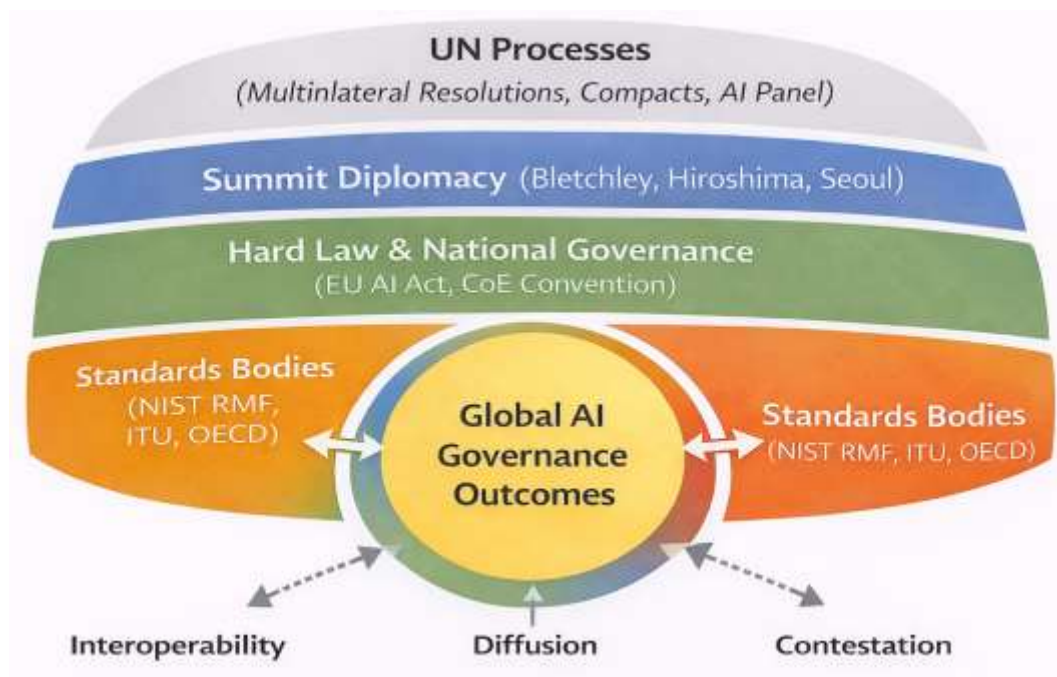 UN Processes
(Multinlateral Resolutions, Compacts, AI Panel)
Summit Diplomacy (Bletchley, Hiroshima, Seoul)
Hard Law & National Governance
(EU AI Act, CoE Convention)
Standards Bodies
(NIST RMF,
ITU, OECD)
Global AI
Governance
Outcomes
Standards Bodies
(NIST RMF, ITU, OECD)
Interoperability
Diffusion
Contestation